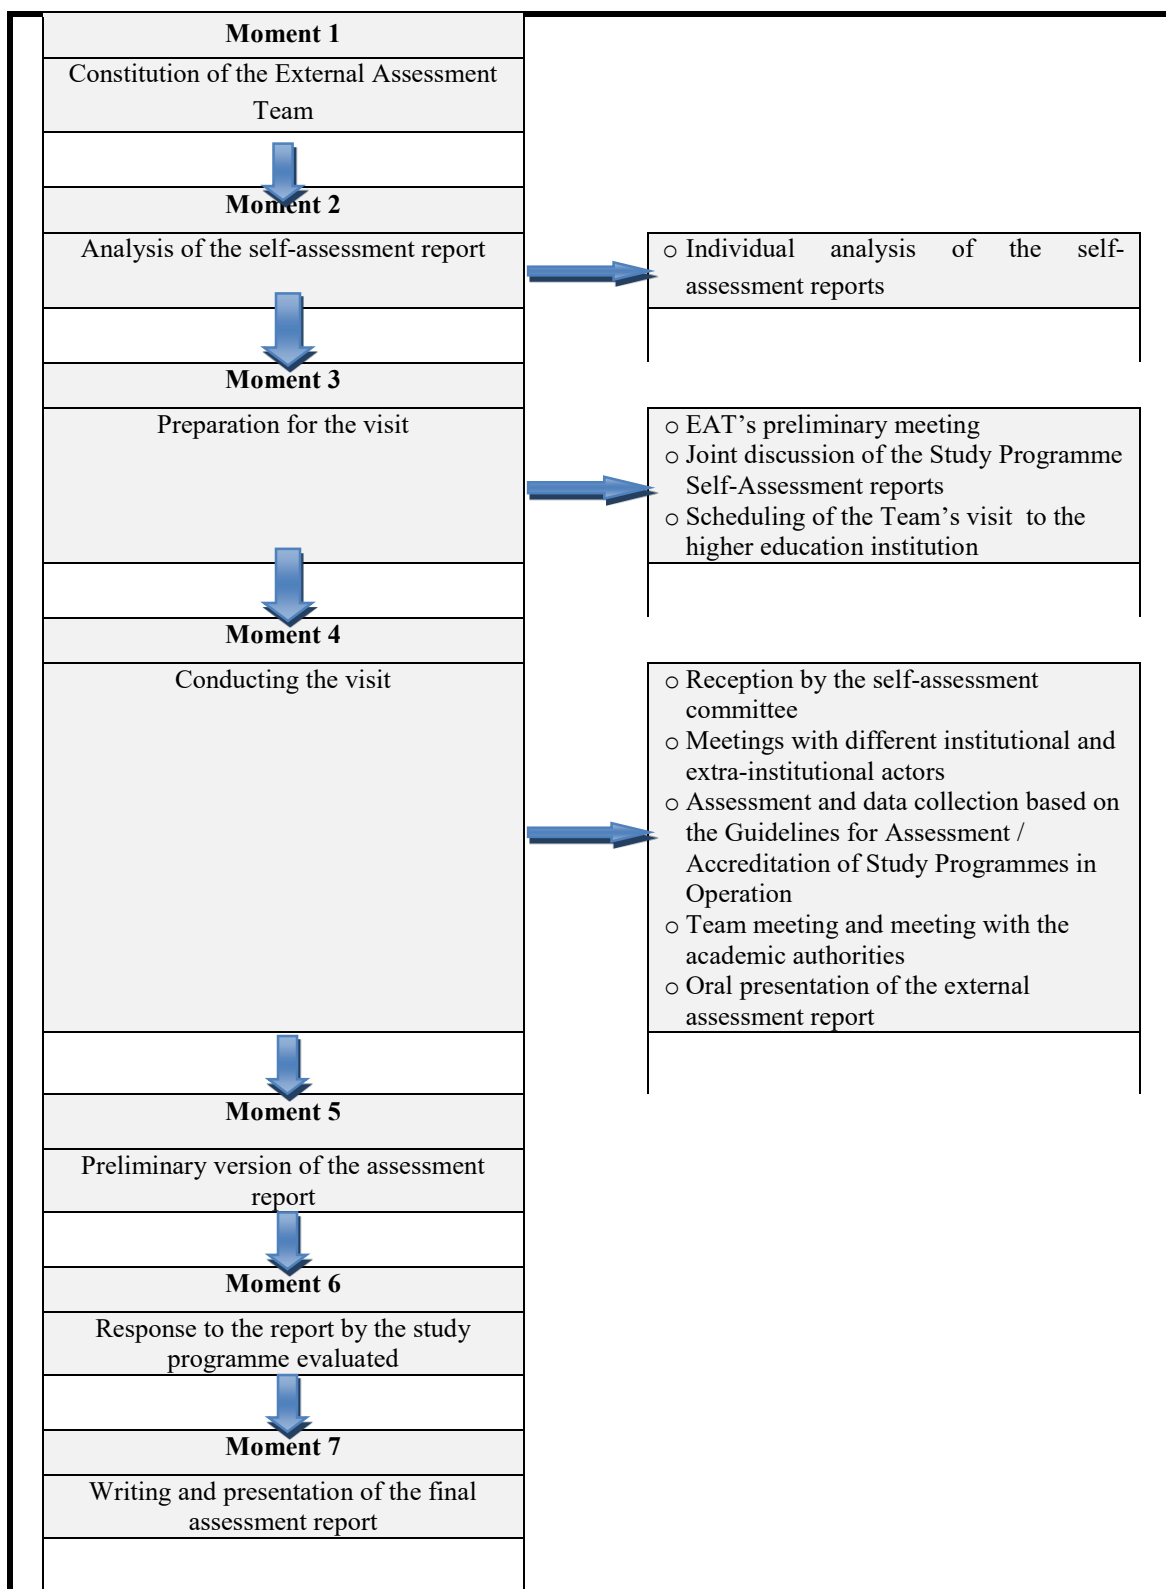 Moment 1
Constitution of the External Assessment
Team
Moment 2
Analysis of the self-assessment report
○ Individual analysis of the self-
assessment reports
Moment 3
Preparation for the visit
○ EAT’s preliminary meeting
○ Joint discussion of the Study Programme
Self-Assessment reports
○ Scheduling of the Team’s visit to the
higher education institution
Moment 4
Conducting the visit
○ Reception by the self-assessment
committee
○ Meetings with different institutional and
extra-institutional actors
○ Assessment and data collection based on
the Guidelines for Assessment /
Accreditation of Study Programmes in
Operation
○ Team meeting and meeting with the
academic authorities
○ Oral presentation of the external
assessment report
Moment 5
Preliminary version of the assessment
report
Moment 6
Response to the report by the study
programme evaluated
Moment 7
Writing and presentation of the final
assessment report